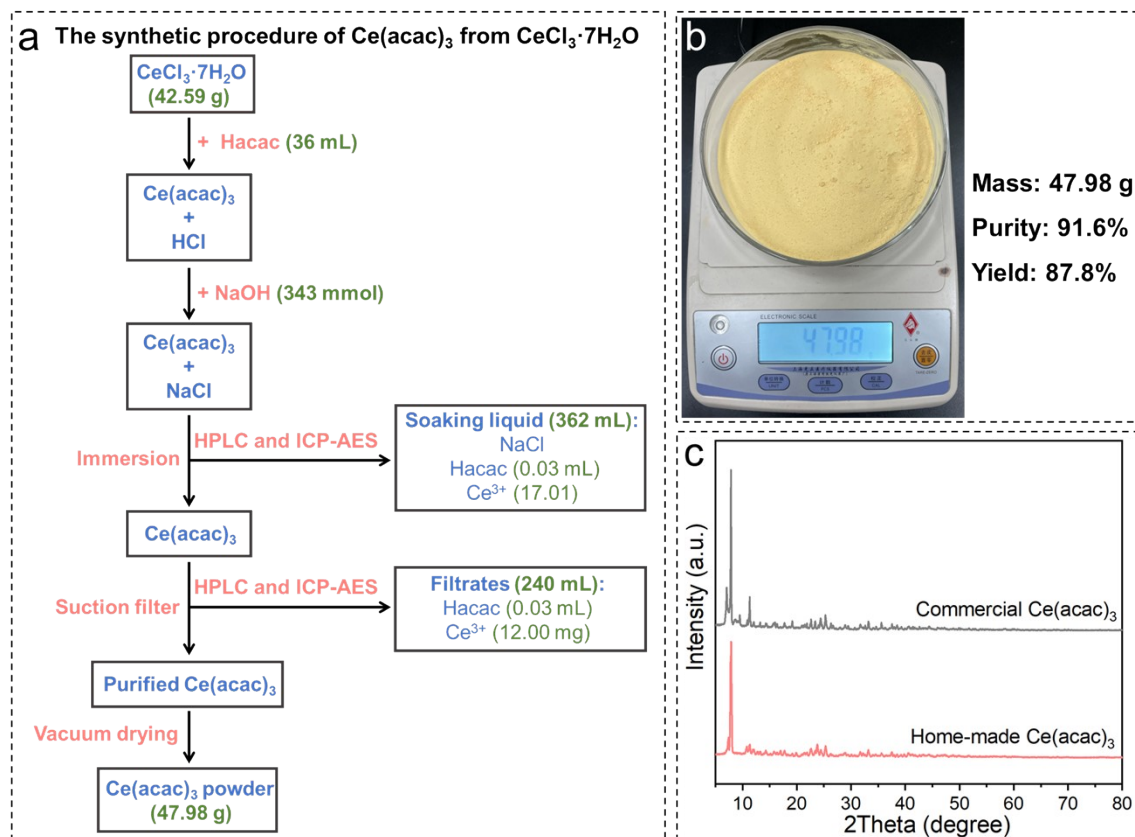 a
The synthetic procedure of Ce(acac)₃ from CeCl₃·7H₂O
CeCl₃·7H₂O
(42.59 g)
+ Hacac (36 mL)
Ce(acac)₃
+
HCl
+ NaOH (343 mmol)
Ce(acac)₃
+
NaCl
HPLC and ICP-AES
Immersion
Soaking liquid (362 mL):
NaCl
Hacac (0.03 mL)
Ce³⁺ (17.01)
Ce(acac)₃
HPLC and ICP-AES
Suction filter
Filtrates (240 mL):
Hacac (0.03 mL)
Ce³⁺ (12.00 mg)
Purified Ce(acac)₃
Vacuum drying
Ce(acac)₃ powder
(47.98 g)
b
ELECTRONIC SCALE
47.98
Mass: 47.98 g
Purity: 91.6%
Yield: 87.8%
c
Intensity (a.u.)
Commercial Ce(acac)₃
Home-made Ce(acac)₃
10 20 30 40 50 60 70 80
2Theta (degree)